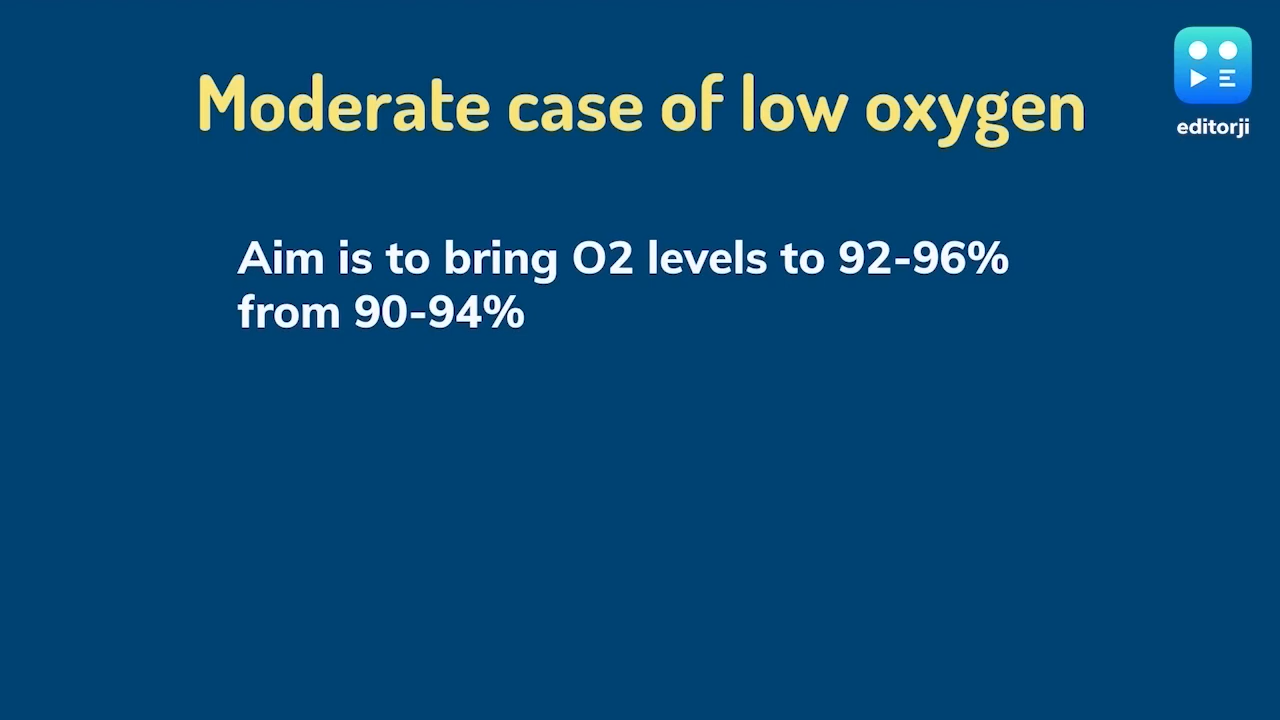 Moderate case of low oxygen
editorji
Aim is to bring O2 levels to 92-96%
from 90-94%